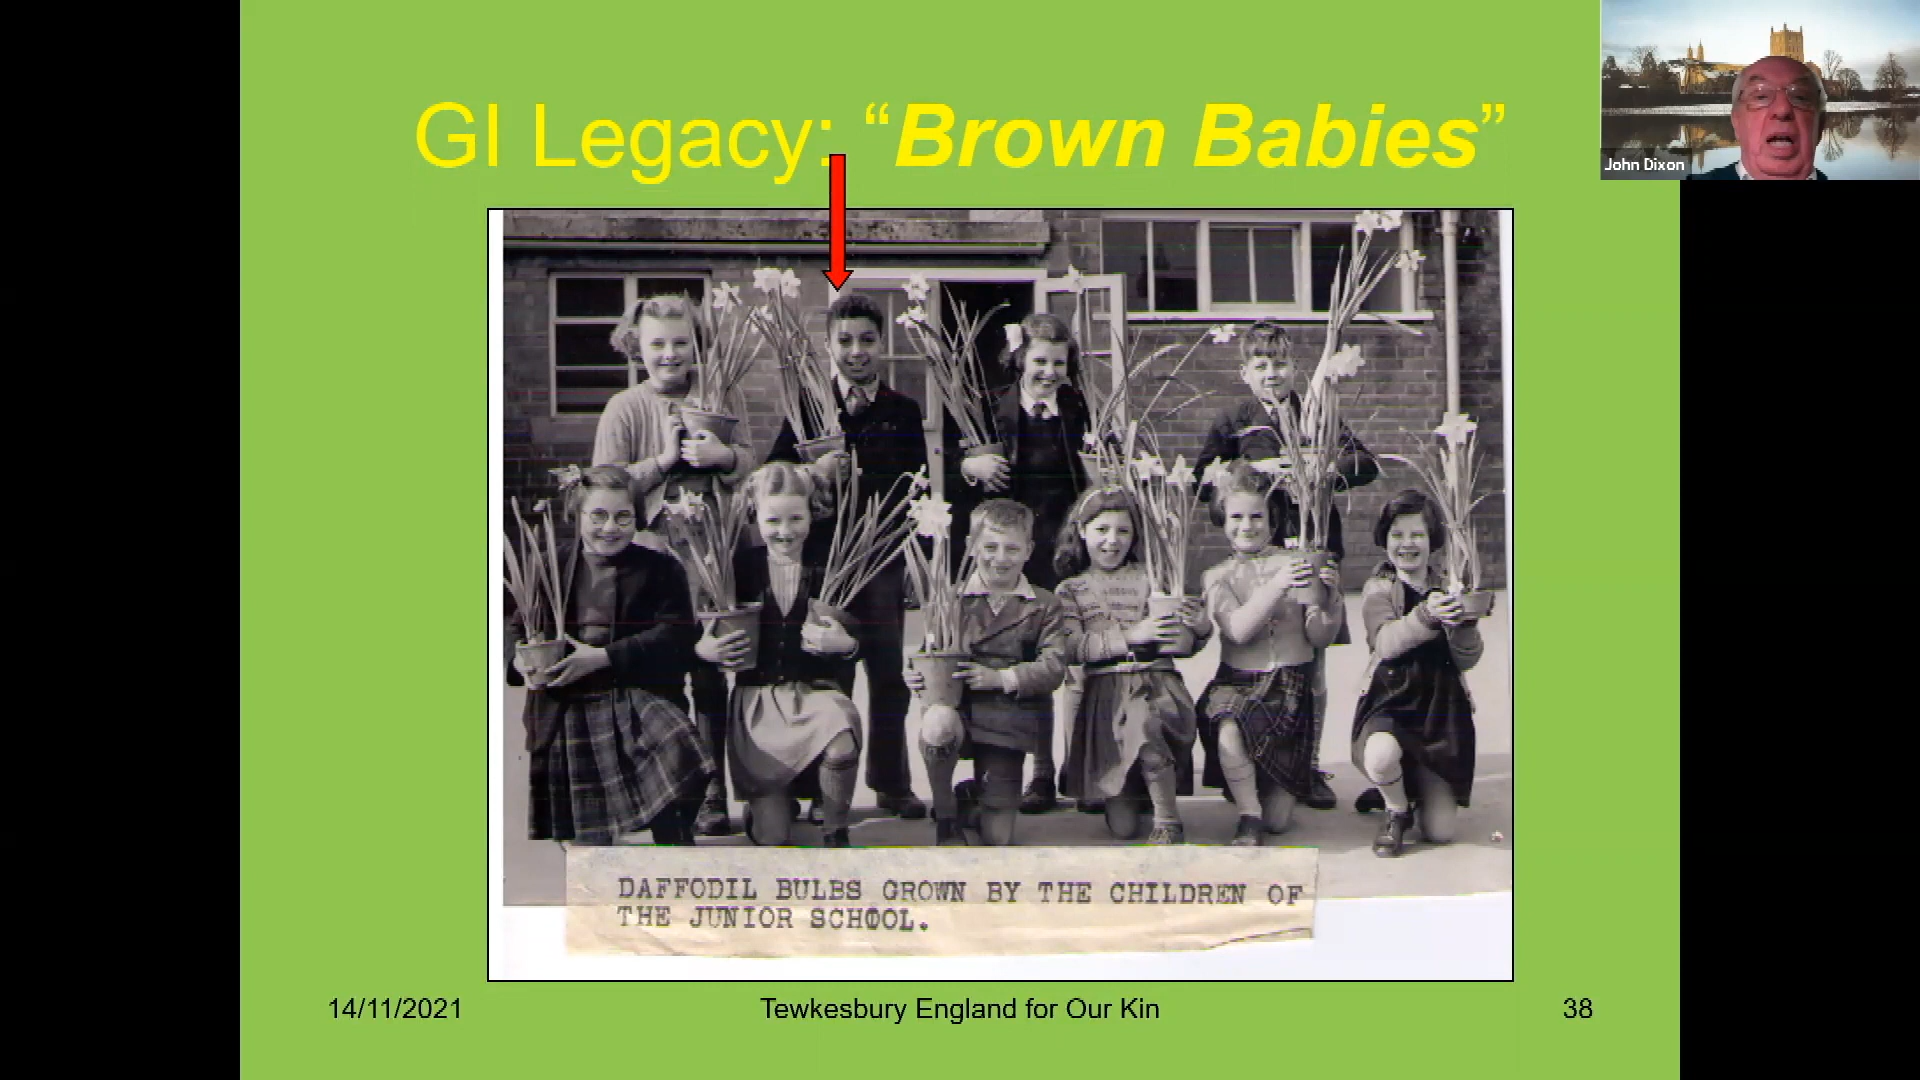 GI Legacy: “Brown Babies”
John Dixon
DAFFODIL BULBS GROWN BY THE CHILDREN OF
THE JUNIOR SCHOOL.
14/11/2021
Tewkesbury England for Our Kin
38